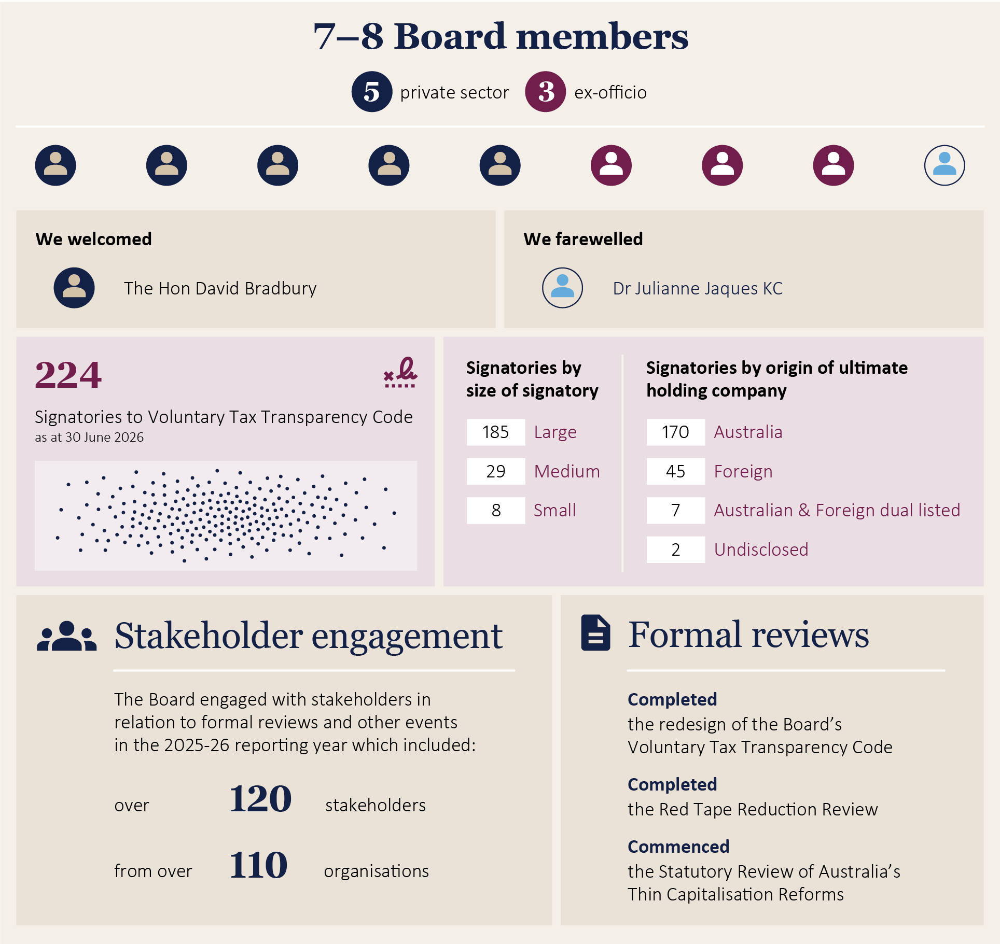 7–8 Board members
5 private sector 3 ex-officio
We welcomed
The Hon David Bradbury
We farewelled
Dr Julianne Jaques KC
224
Signatories to Voluntary Tax Transparency Code
as at 30 June 2026
Signatories by
size of signatory
185 Large
29 Medium
8 Small
Signatories by origin of ultimate
holding company
170 Australia
45 Foreign
7 Australian & Foreign dual listed
2 Undisclosed
Stakeholder engagement
The Board engaged with stakeholders in
relation to formal reviews and other events
in the 2025-26 reporting year which included:
over 120 stakeholders
from over 110 organisations
Formal reviews
Completed
the redesign of the Board’s
Voluntary Tax Transparency Code
Completed
the Red Tape Reduction Review
Commenced
the Statutory Review of Australia’s
Thin Capitalisation Reforms